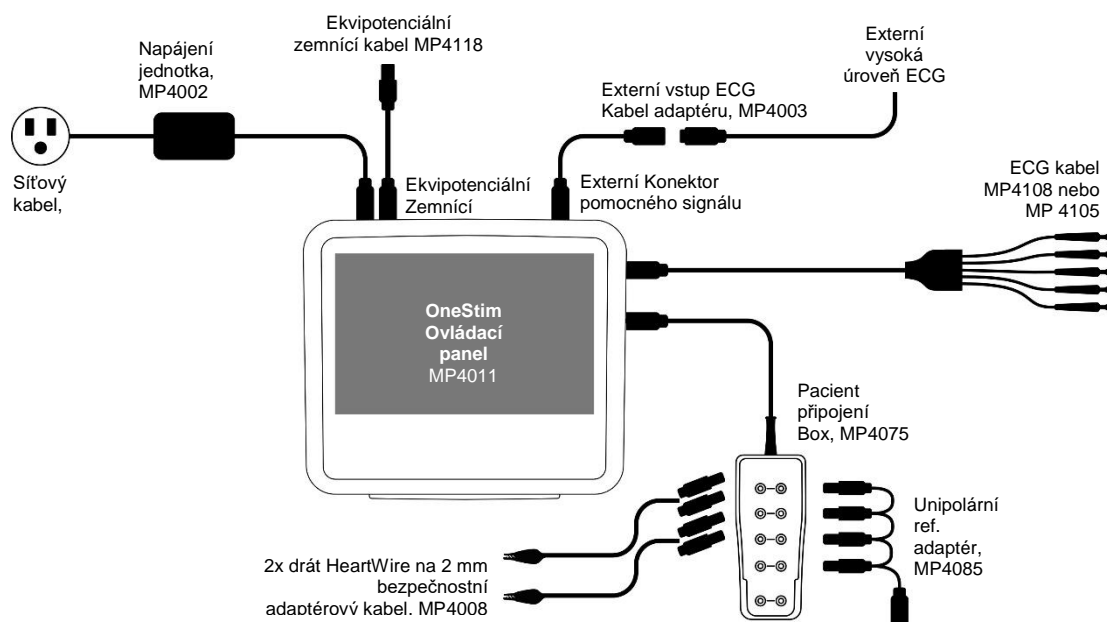 Ekvipotenciální
zemnící kabel MP4118
Napájení
jednotka,
MP4002
Externí
vysoká
úroveň ECG
Externí vstup ECG
Kabel adaptéru, MP4003
Síťový
kabel,
Ekvipotenciální
Zemnící
Externí Konektor
pomocného signálu
ECG kabel
MP4108 nebo
MP 4105
OneStim
Ovládací
panel
MP4011
Pacient
připojení
Box, MP4075
Unipolární
ref.
adaptér,
MP4085
2x drát HeartWire na 2 mm
bezpečnostní
adaptérový kabel. MP4008